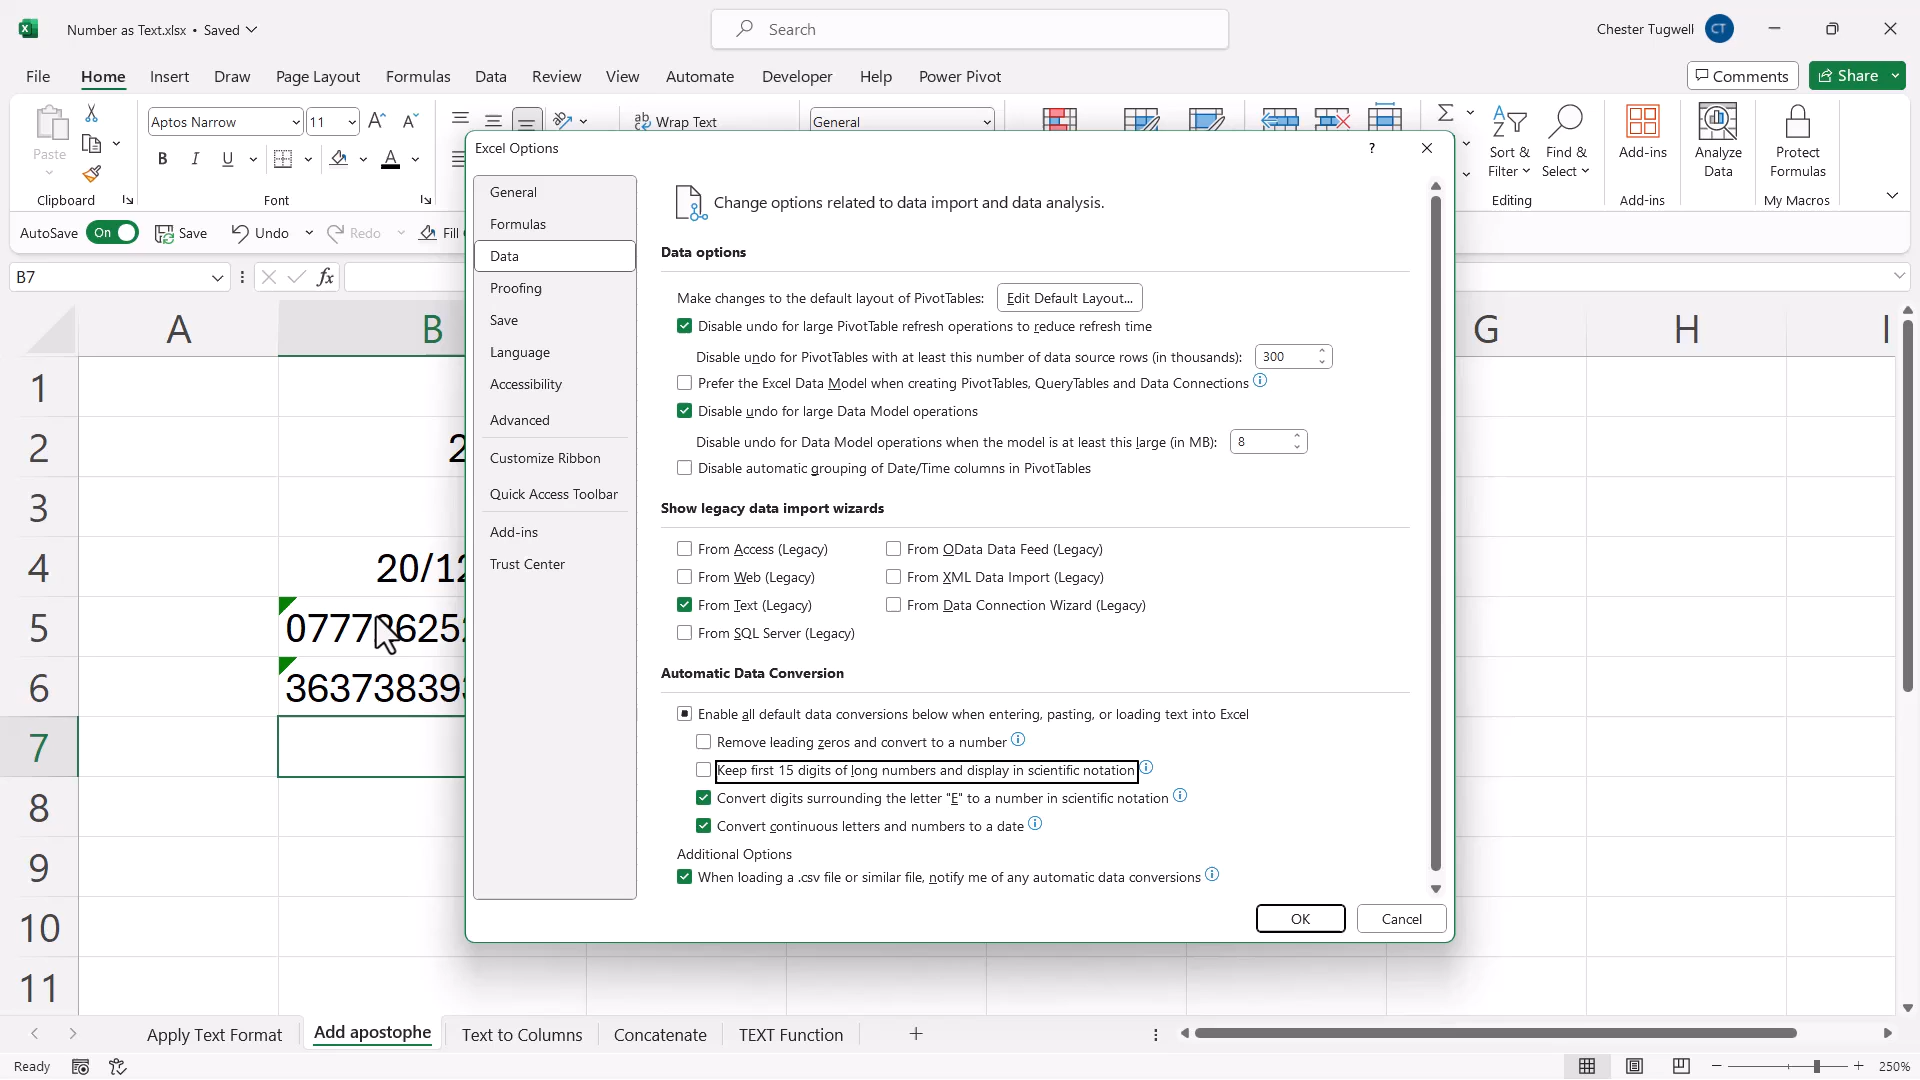 Number as Text.xlsx • Saved
Search
Chester Tugwell
CT
File
Home
Insert
Draw
Page Layout
Formulas
Data
Review
View
Automate
Developer
Help
Power Pivot
Comments
Share
Paste
Clipboard
Aptos Narrow
11
B I U
Font
Wrap Text
General
Sort & Filter
Find & Select
Editing
Add-ins
Add-ins
Analyze Data
Protect Formulas
My Macros
AutoSave On
Save
Undo
Redo
Fill
B7
fx
A
B
G
H
I
1
2
3
4
5
6
7
8
9
10
11
2
20/12
36373839
Excel Options
?
General
Formulas
Data
Proofing
Save
Language
Accessibility
Advanced
Customize Ribbon
Quick Access Toolbar
Add-ins
Trust Center
Change options related to data import and data analysis.
Data options
Make changes to the default layout of PivotTables: Edit Default Layout...
Disable undo for large PivotTable refresh operations to reduce refresh time
Disable undo for PivotTables with at least this number of data source rows (in thousands): 300
Prefer the Excel Data Model when creating PivotTables, QueryTables and Data Connections
Disable undo for large Data Model operations
Disable undo for Data Model operations when the model is at least this large (in MB): 8
Disable automatic grouping of Date/Time columns in PivotTables
Show legacy data import wizards
From Access (Legacy)
From OData Data Feed (Legacy)
From Web (Legacy)
From XML Data Import (Legacy)
From Text (Legacy)
From Data Connection Wizard (Legacy)
From SQL Server (Legacy)
Automatic Data Conversion
Enable all default data conversions below when entering, pasting, or loading text into Excel
Remove leading zeros and convert to a number
Keep first 15 digits of long numbers and display in scientific notation
Convert digits surrounding the letter "E" to a number in scientific notation
Convert continuous letters and numbers to a date
Additional Options
When loading a .csv file or similar file, notify me of any automatic data conversions
OK
Cancel
Apply Text Format
Add apostophe
Text to Columns
Concatenate
TEXT Function
Ready
250%